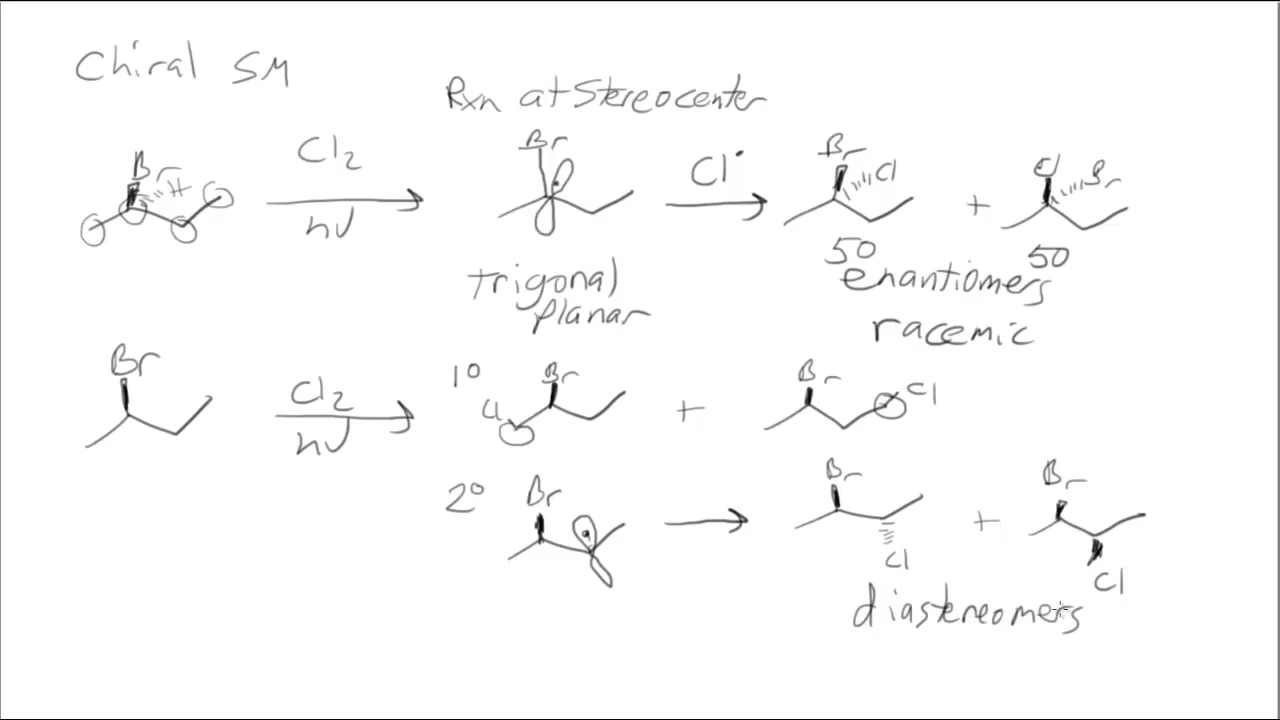 Chiral SM
Rxn at Stereocenter
Br H
Cl2
hν
Br
Cl•
Br Cl
+
Cl Br
50 50
trigonal
planar
enantiomers
racemic
Br
Cl2
hν
1° Br
Cl
+
Br Cl
2° Br
Br
Cl
+
Br
Cl
diastereomers